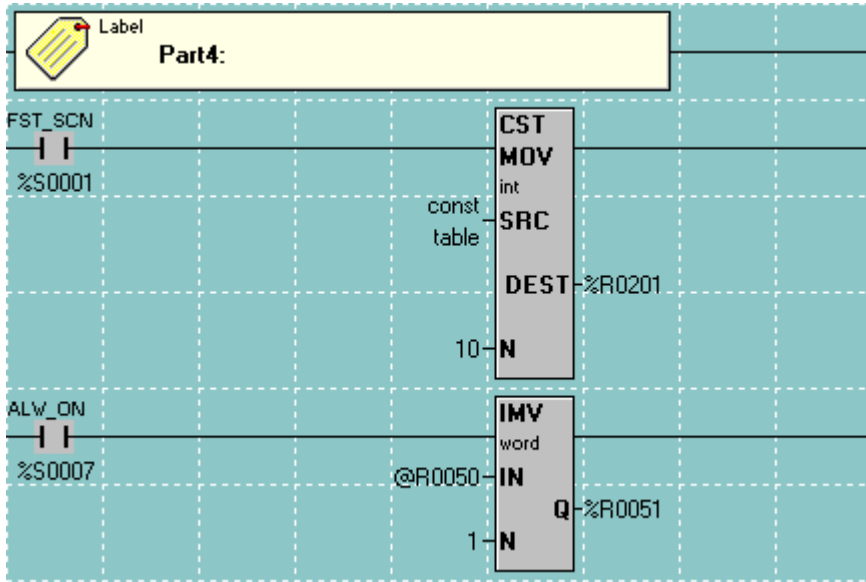 Label
Part4:
FST_SCN
%S0001
CST
MOV
int
const
table
SRC
DEST
%R0201
10
N
ALW_ON
%S0007
IMV
word
@R0050
IN
Q
%R0051
1
N